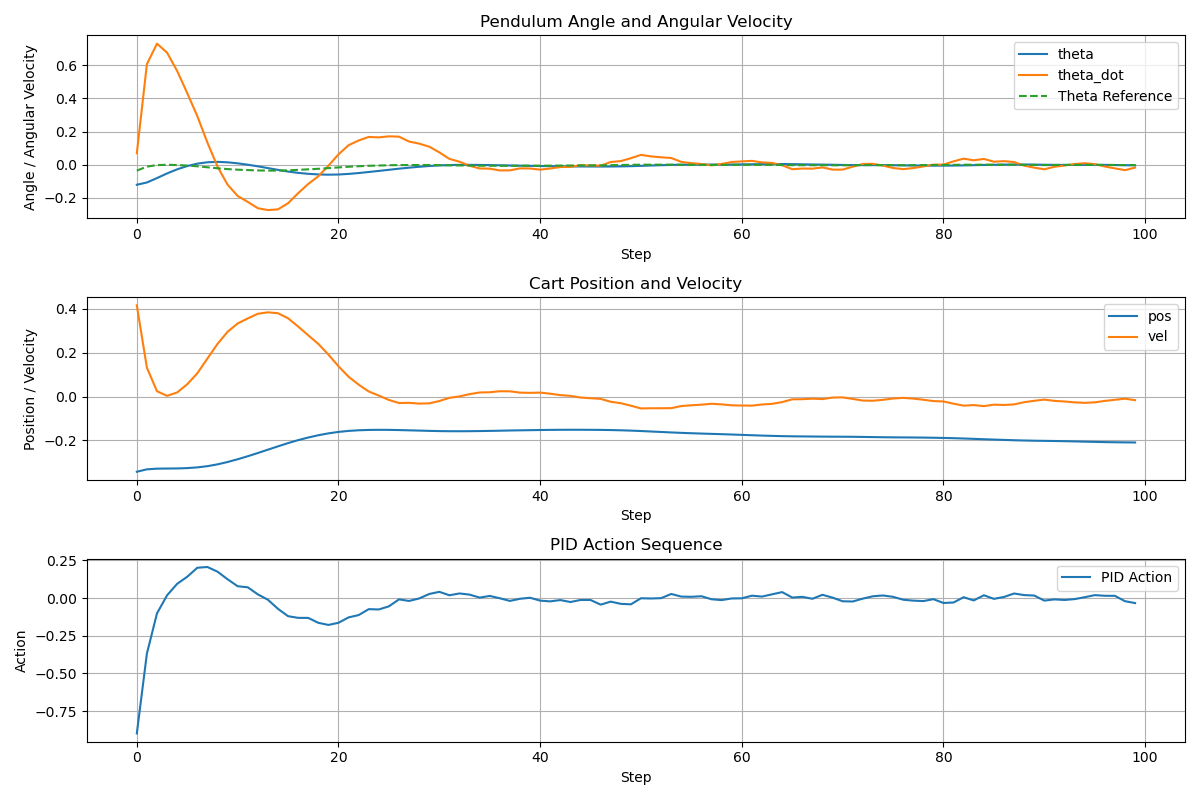 Pendulum Angle and Angular Velocity
Angle / Angular Velocity
0.6
0.4
0.2
0.0
−0.2
theta
theta_dot
Theta Reference
0 20 40 60 80 100
Step
Cart Position and Velocity
Position / Velocity
0.4
0.2
0.0
−0.2
pos
vel
0 20 40 60 80 100
Step
PID Action Sequence
Action
0.25
0.00
−0.25
−0.50
−0.75
PID Action
0 20 40 60 80 100
Step